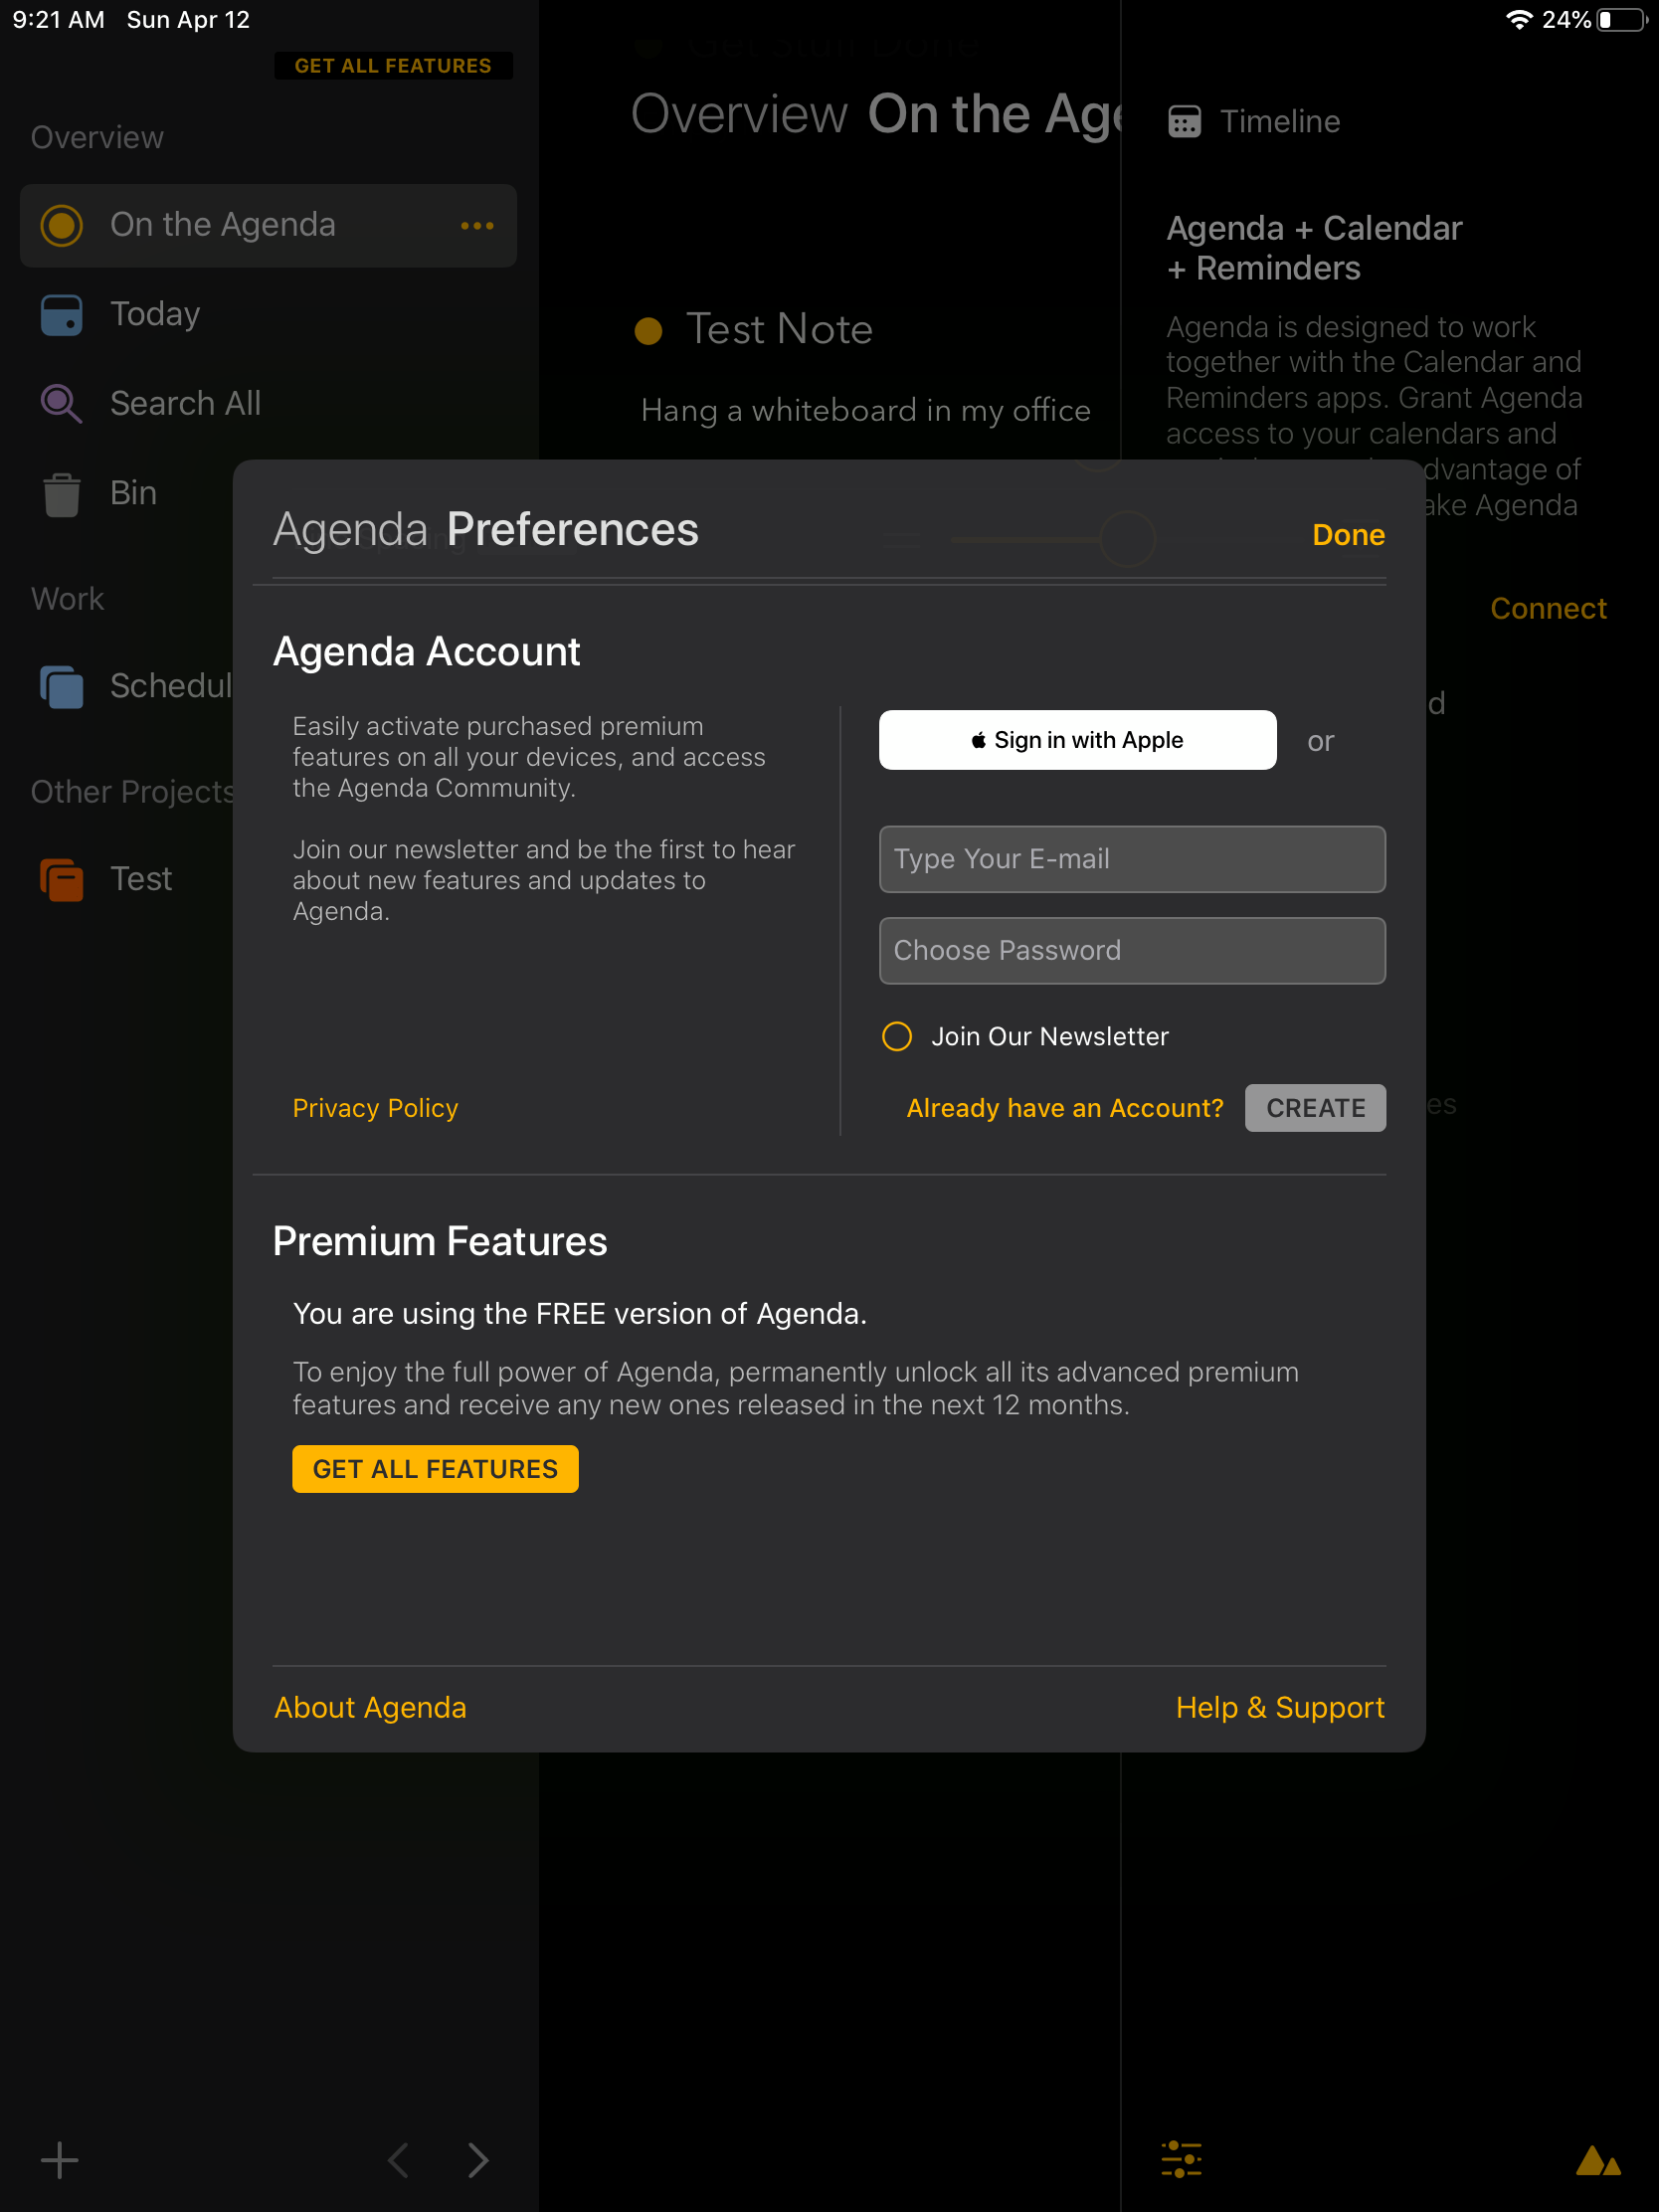 9:21 AM Sun Apr 12
24%
GET ALL FEATURES
Overview
On the Agenda
Today
Search All
Bin
Work
Schedul
Other Projects
Test
Get Stuff Done
Overview On the Age
Test Note
Hang a whiteboard in my office
Timeline
Agenda + Calendar
+ Reminders
Agenda is designed to work
together with the Calendar and
Reminders apps. Grant Agenda
access to your calendars and
dvantage of
ake Agenda
Connect
d
es
Agenda Preferences
Done
Agenda Account
Easily activate purchased premium
features on all your devices, and access
the Agenda Community.
Join our newsletter and be the first to hear
about new features and updates to
Agenda.
Privacy Policy
Sign in with Apple or
Type Your E-mail
Choose Password
Join Our Newsletter
Already have an Account? CREATE
Premium Features
You are using the FREE version of Agenda.
To enjoy the full power of Agenda, permanently unlock all its advanced premium
features and receive any new ones released in the next 12 months.
GET ALL FEATURES
About Agenda
Help & Support